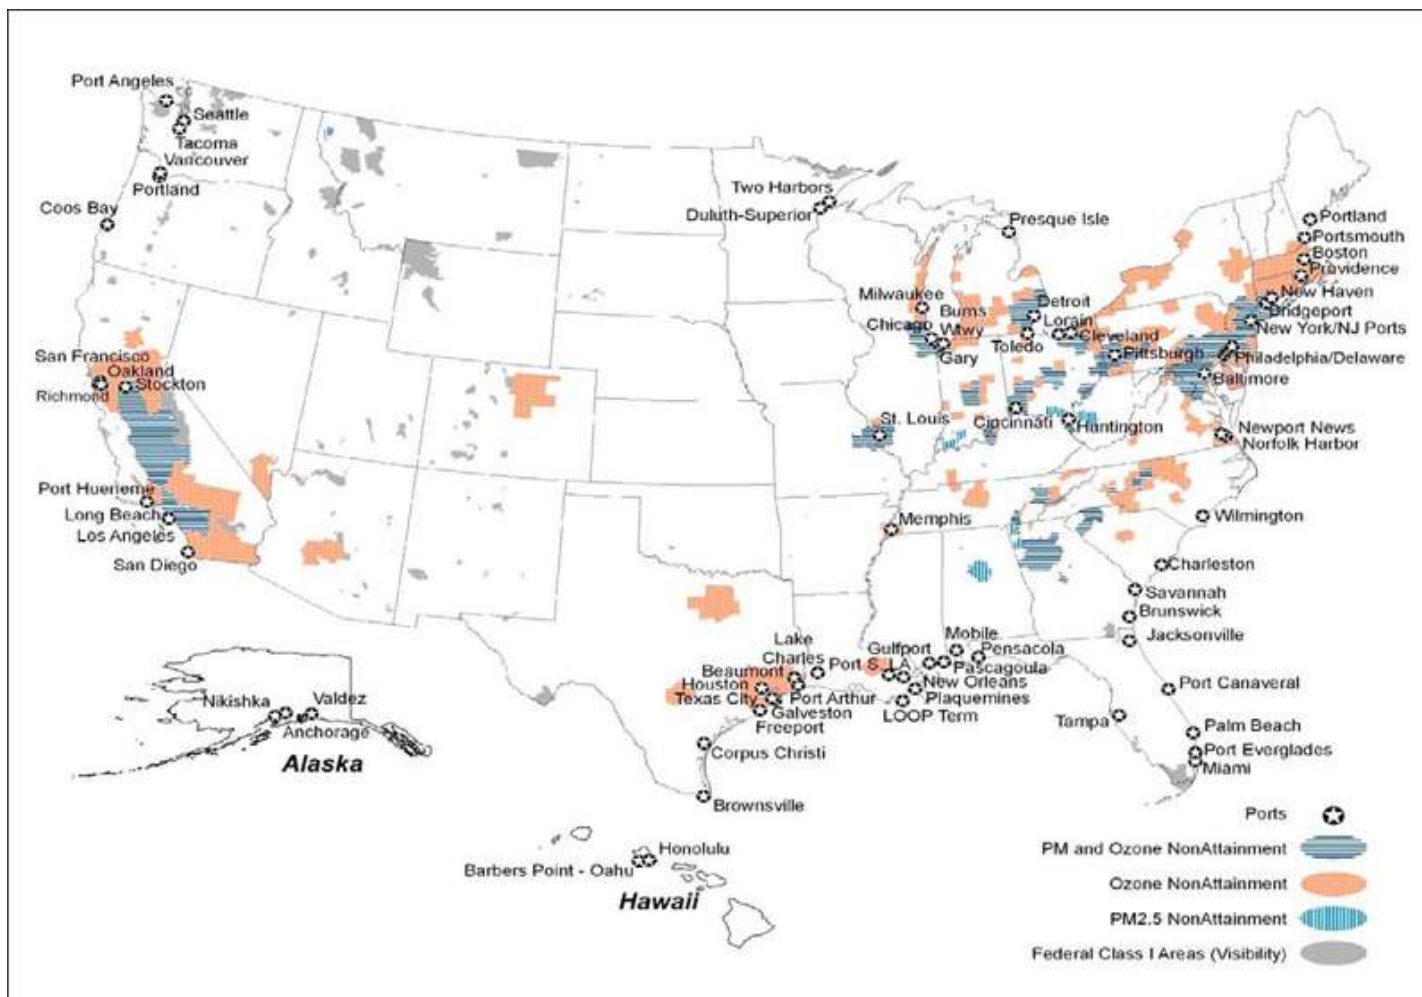 Port Angeles
Seattle
Tacoma
Vancouver
Portland
Coos Bay
San Francisco
Oakland
Stockton
Richmond
Port Hueneme
Long Beach
Los Angeles
San Diego
Two Harbors
Duluth-Superior
Presque Isle
Milwaukee
Burns
Chicago
Wtwy
Gary
Detroit
Lorain
Toledo
Cleveland
Pittsburgh
St. Louis
Cincinnati
Huntington
Memphis
Portland
Portsmouth
Boston
Providence
New Haven
Bridgeport
New York/NJ Ports
Philadelphia/Delaware
Baltimore
Newport News
Norfolk Harbor
Wilmington
Charleston
Savannah
Brunswick
Jacksonville
Port Canaveral
Palm Beach
Port Everglades
Miami
Tampa
Lake
Charles
Beaumont
Houston
Texas City
Port Arthur
Galveston
Freeport
Corpus Christi
Brownsville
Gulfport
Mobile
Pensacola
Port S. LA
Pascagoula
New Orleans
Plaquemines
LOOP Term
Nikishka
Valdez
Anchorage
Alaska
Honolulu
Barbers Point - Oahu
Hawaii
Ports
PM and Ozone NonAttainment
Ozone NonAttainment
PM2.5 NonAttainment
Federal Class I Areas (Visibility)